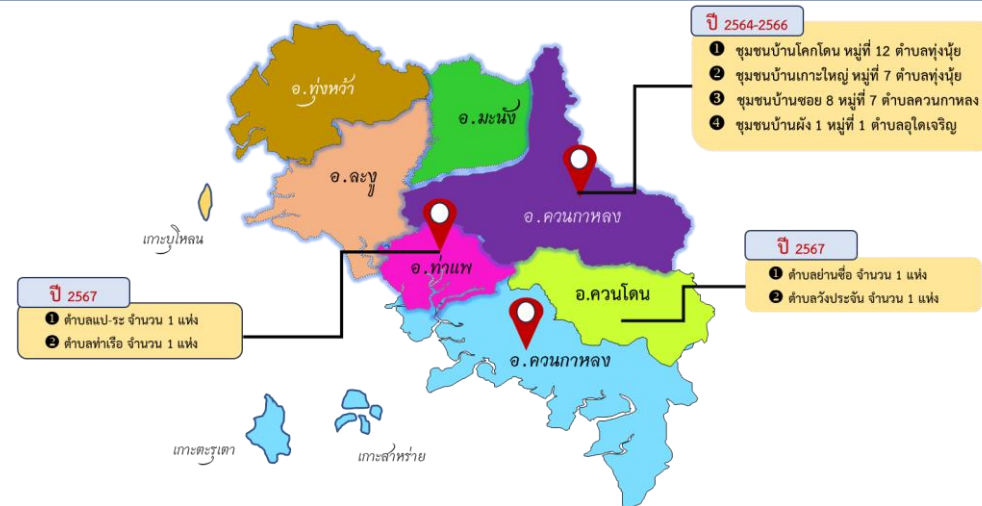 ปี 2564-2566
❶ ชุมชนบ้านโคกโดน หมู่ที่ 12 ตำบลทุ่งนุ้ย
❷ ชุมชนบ้านเกาะใหญ่ หมู่ที่ 7 ตำบลทุ่งนุ้ย
❸ ชุมชนบ้านซอย 8 หมู่ที่ 7 ตำบลควนกาหลง
❹ ชุมชนบ้านผัง 1 หมู่ที่ 1 ตำบลอุใดเจริญ
อ.ทุ่งหว้า
อ.มะนัง
อ.ละงู
อ.ควนกาหลง
เกาะบุโหลน
ปี 2567
❶ ตำบลย่านซื่อ จำนวน 1 แห่ง
❷ ตำบลวังประจัน จำนวน 1 แห่ง
อ.ท่าแพ
อ.ควนโดน
ปี 2567
❶ ตำบลแป-ระ จำนวน 1 แห่ง
❷ ตำบลท่าเรือ จำนวน 1 แห่ง
อ.ควนกาหลง
เกาะตะรุเตา
เกาะสาหร่าย